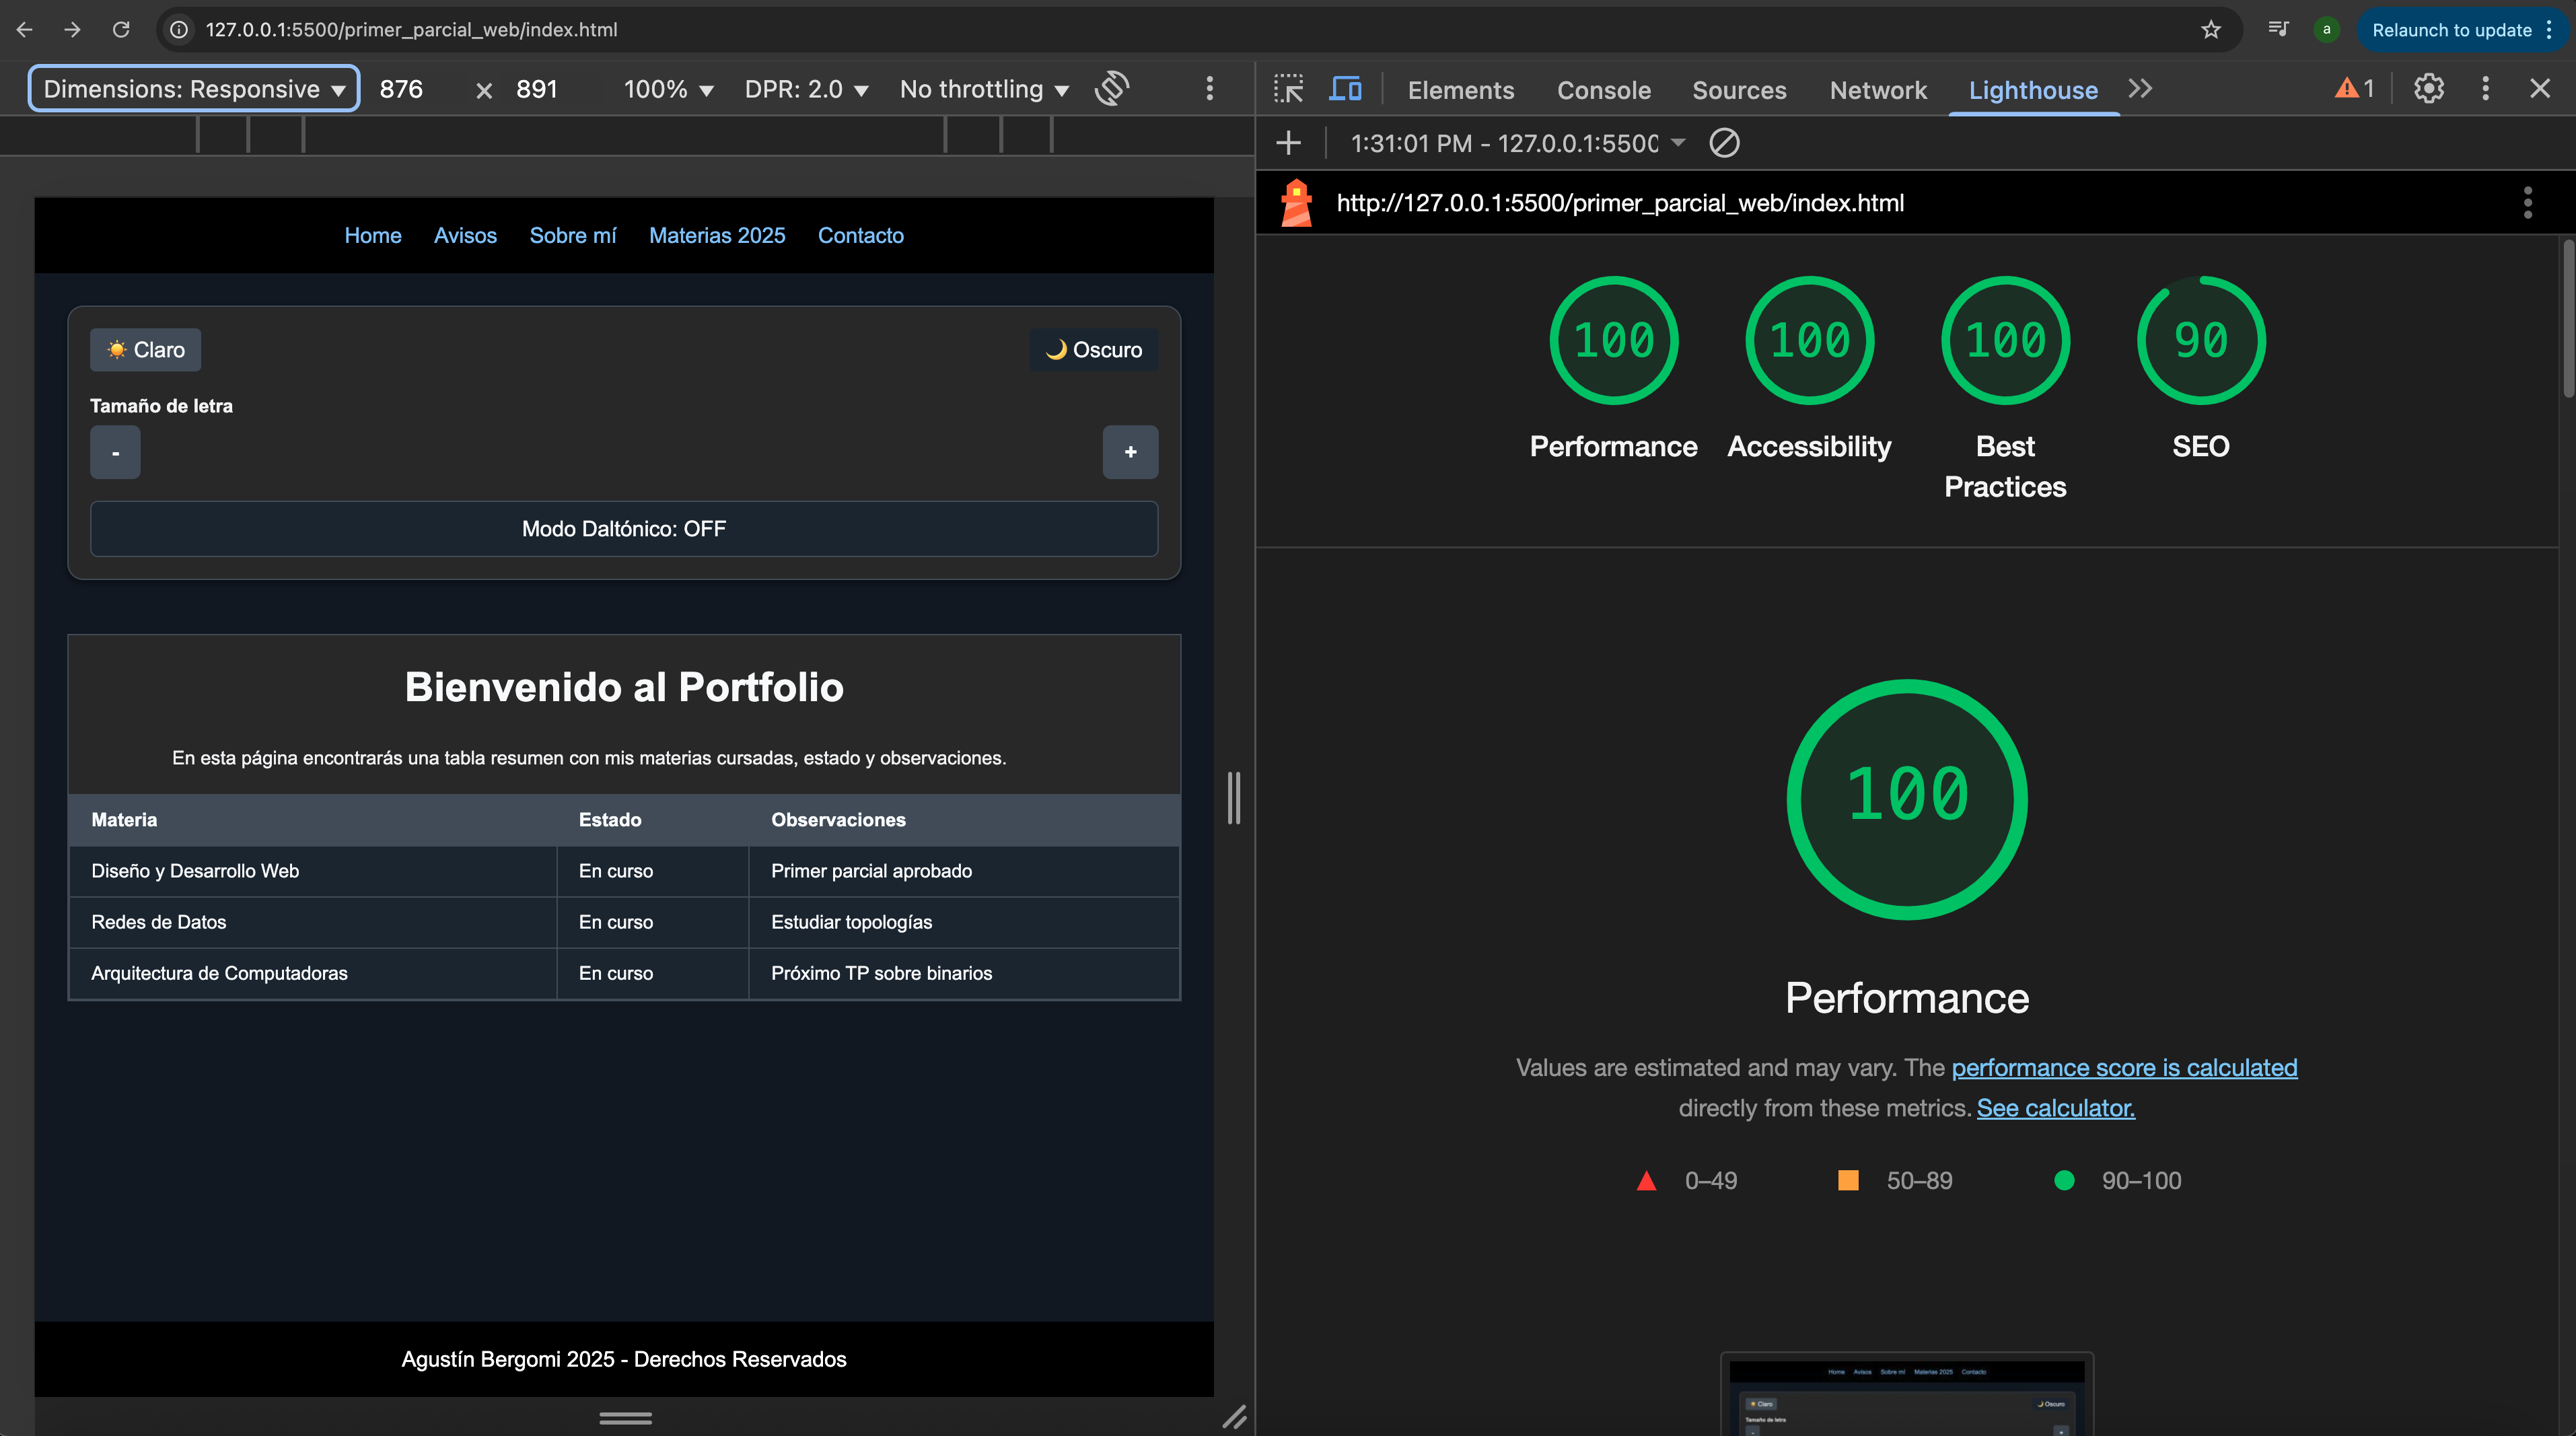 127.0.0.1:5500/primer_parcial_web/index.html
a
Relaunch to update
Dimensions: Responsive
876 × 891
100%
DPR: 2.0
No throttling
Elements
Console
Sources
Network
Lighthouse
1
1:31:01 PM - 127.0.0.1:5500
http://127.0.0.1:5500/primer_parcial_web/index.html
Home
Avisos
Sobre mí
Materias 2025
Contacto
Claro
Oscuro
Tamaño de letra
-
+
Modo Daltónico: OFF
Bienvenido al Portfolio
En esta página encontrarás una tabla resumen con mis materias cursadas, estado y observaciones.
Materia Estado Observaciones
Diseño y Desarrollo Web En curso Primer parcial aprobado
Redes de Datos En curso Estudiar topologías
Arquitectura de Computadoras En curso Próximo TP sobre binarios
Agustín Bergomi 2025 - Derechos Reservados
100
100
100
90
Performance
Accessibility
Best
Practices
SEO
100
Performance
Values are estimated and may vary. The performance score is calculated
directly from these metrics. See calculator.
0–49
50–89
90–100
Home Avisos Sobre mí Materias 2025 Contacto
Claro
Oscuro
Tamaño de letra
-
+